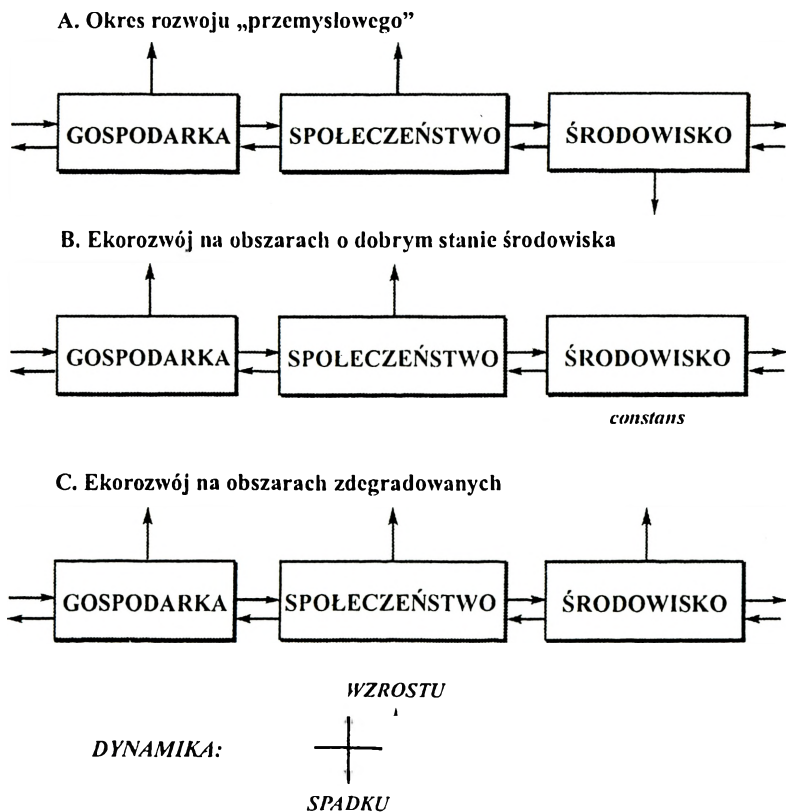 A. Okres rozwoju „przemysłowego”
GOSPODARKA SPOŁECZEŃSTWO ŚRODOWISKO
B. Ekorozwój na obszarach o dobrym stanie środowiska
GOSPODARKA SPOŁECZEŃSTWO ŚRODOWISKO
constans
C. Ekorozwój na obszarach zdegradowanych
GOSPODARKA SPOŁECZEŃSTWO ŚRODOWISKO
WZROSTU
DYNAMIKA:
SPADKU